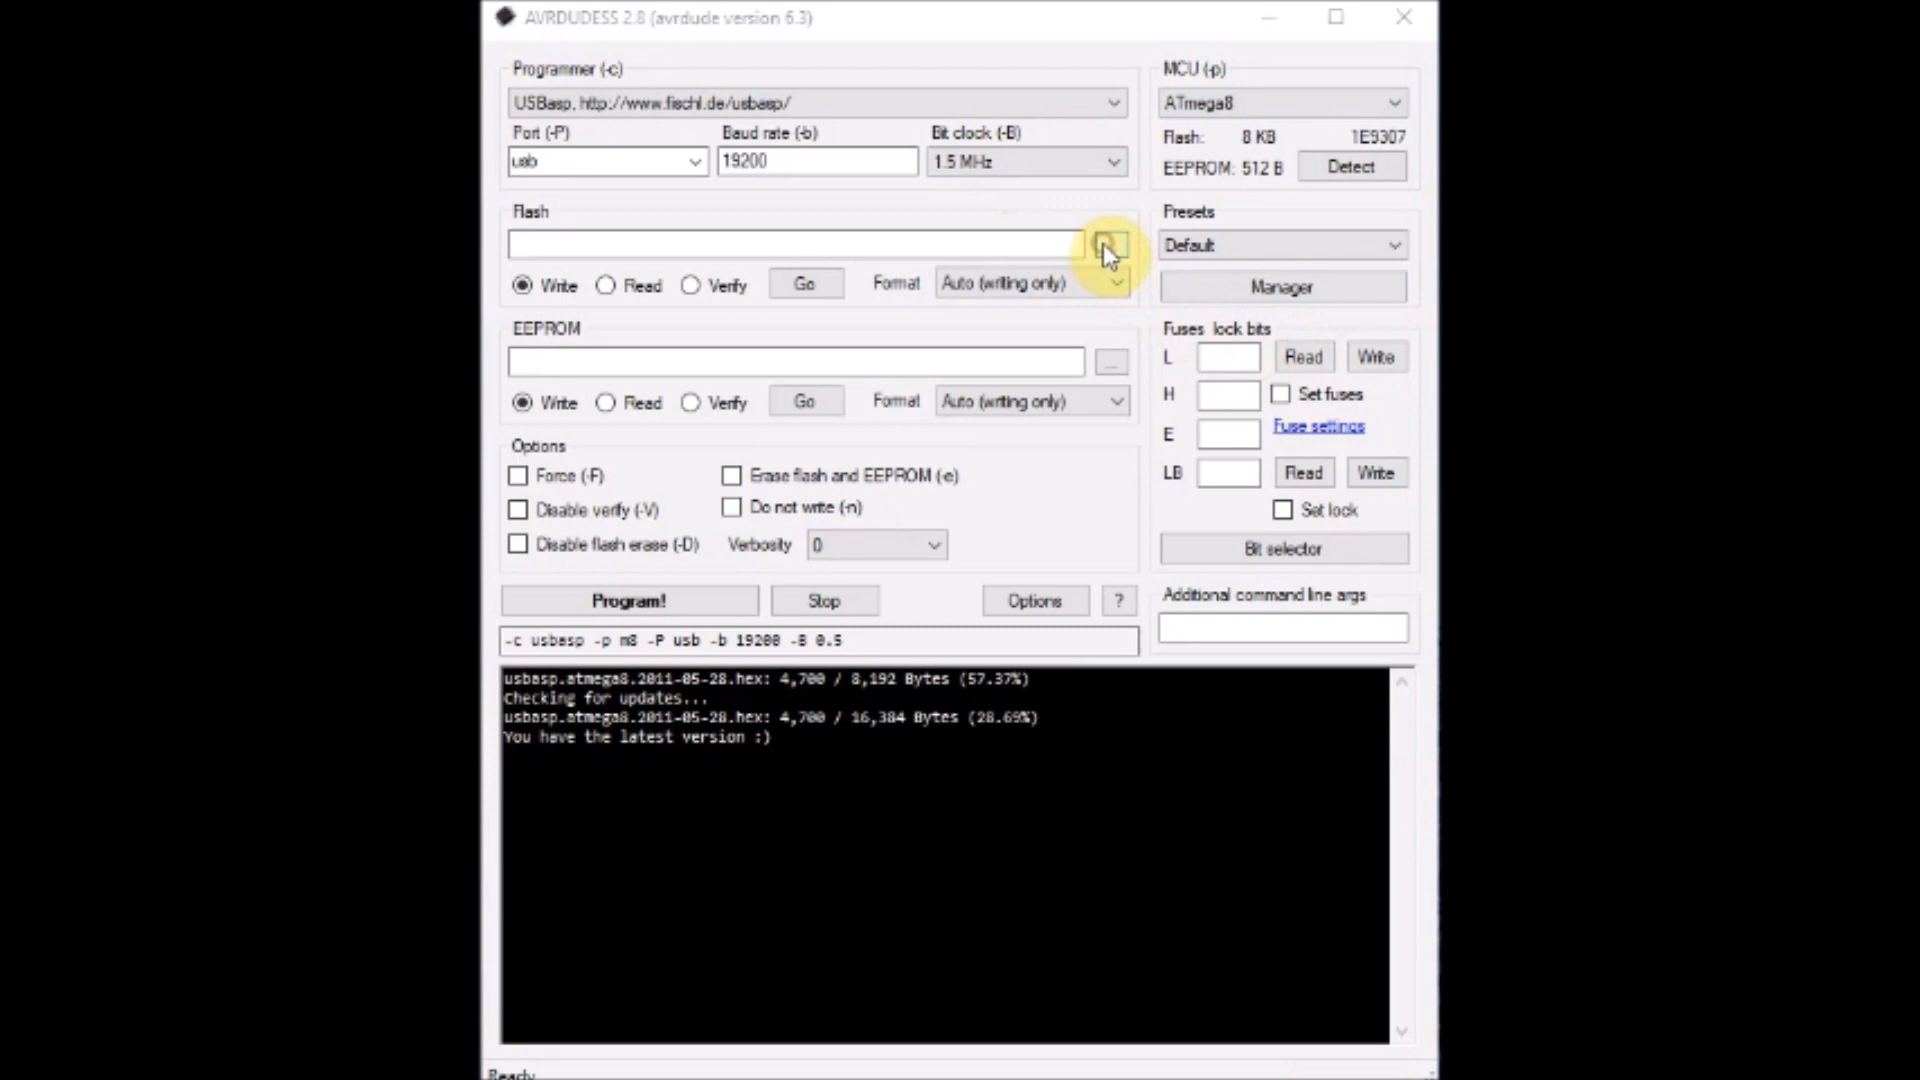 AVRDUDESS 2.8 (avrdude version 6.3)
Programmer (-c)
USBasp, http://www.fischl.de/usbasp/
Port (-P) Baud rate (-b) Bit clock (-B)
usb 19200 1.5 MHz
MCU (-p)
ATmega8
Flash: 8 KB 1E9307
EEPROM: 512 B Detect
Flash
Write Read Verify Go Format Auto (writing only)
Presets
Default
Manager
EEPROM
...
Write Read Verify Go Format Auto (writing only)
Fuses lock bits
L Read Write
H Set fuses
E Fuse settings
LB Read Write
Set lock
Bit selector
Options
Force (-F) Erase flash and EEPROM (-e)
Disable verify (-V) Do not write (-n)
Disable flash erase (-D) Verbosity 0
Program! Stop Options ?
Additional command line args
-c usbasp -p m8 -P usb -b 19200 -B 0.5
usbasp.atmega8.2011-05-28.hex: 4,700 / 8,192 Bytes (57.37%)
Checking for updates...
usbasp.atmega8.2011-05-28.hex: 4,700 / 16,384 Bytes (28.69%)
You have the latest version :)
Ready